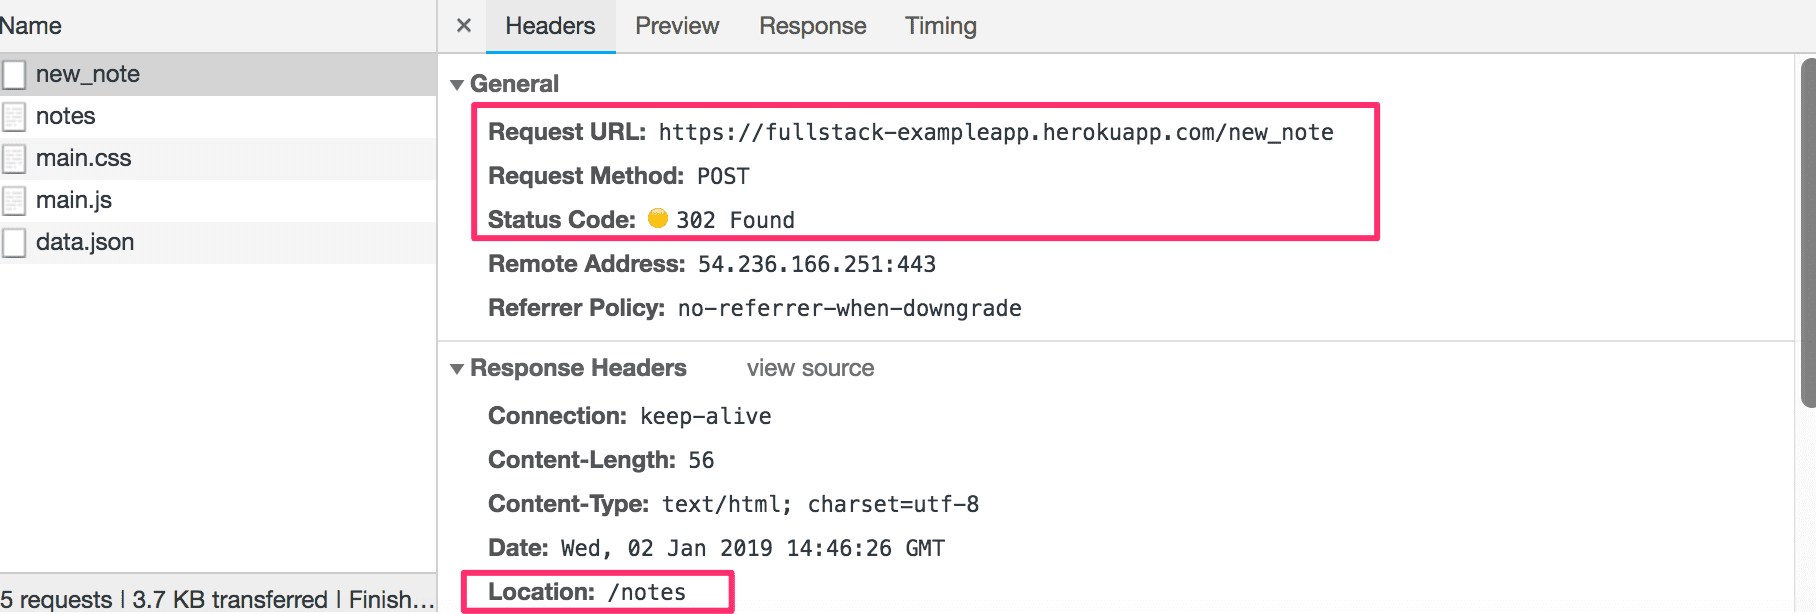 Name
new_note
notes
main.css
main.js
data.json
5 requests | 3.7 KB transferred | Finish...
× Headers Preview Response Timing
General
Request URL: https://fullstack-exampleapp.herokuapp.com/new_note
Request Method: POST
Status Code: 302 Found
Remote Address: 54.236.166.251:443
Referrer Policy: no-referrer-when-downgrade
Response Headers view source
Connection: keep-alive
Content-Length: 56
Content-Type: text/html; charset=utf-8
Date: Wed, 02 Jan 2019 14:46:26 GMT
Location: /notes